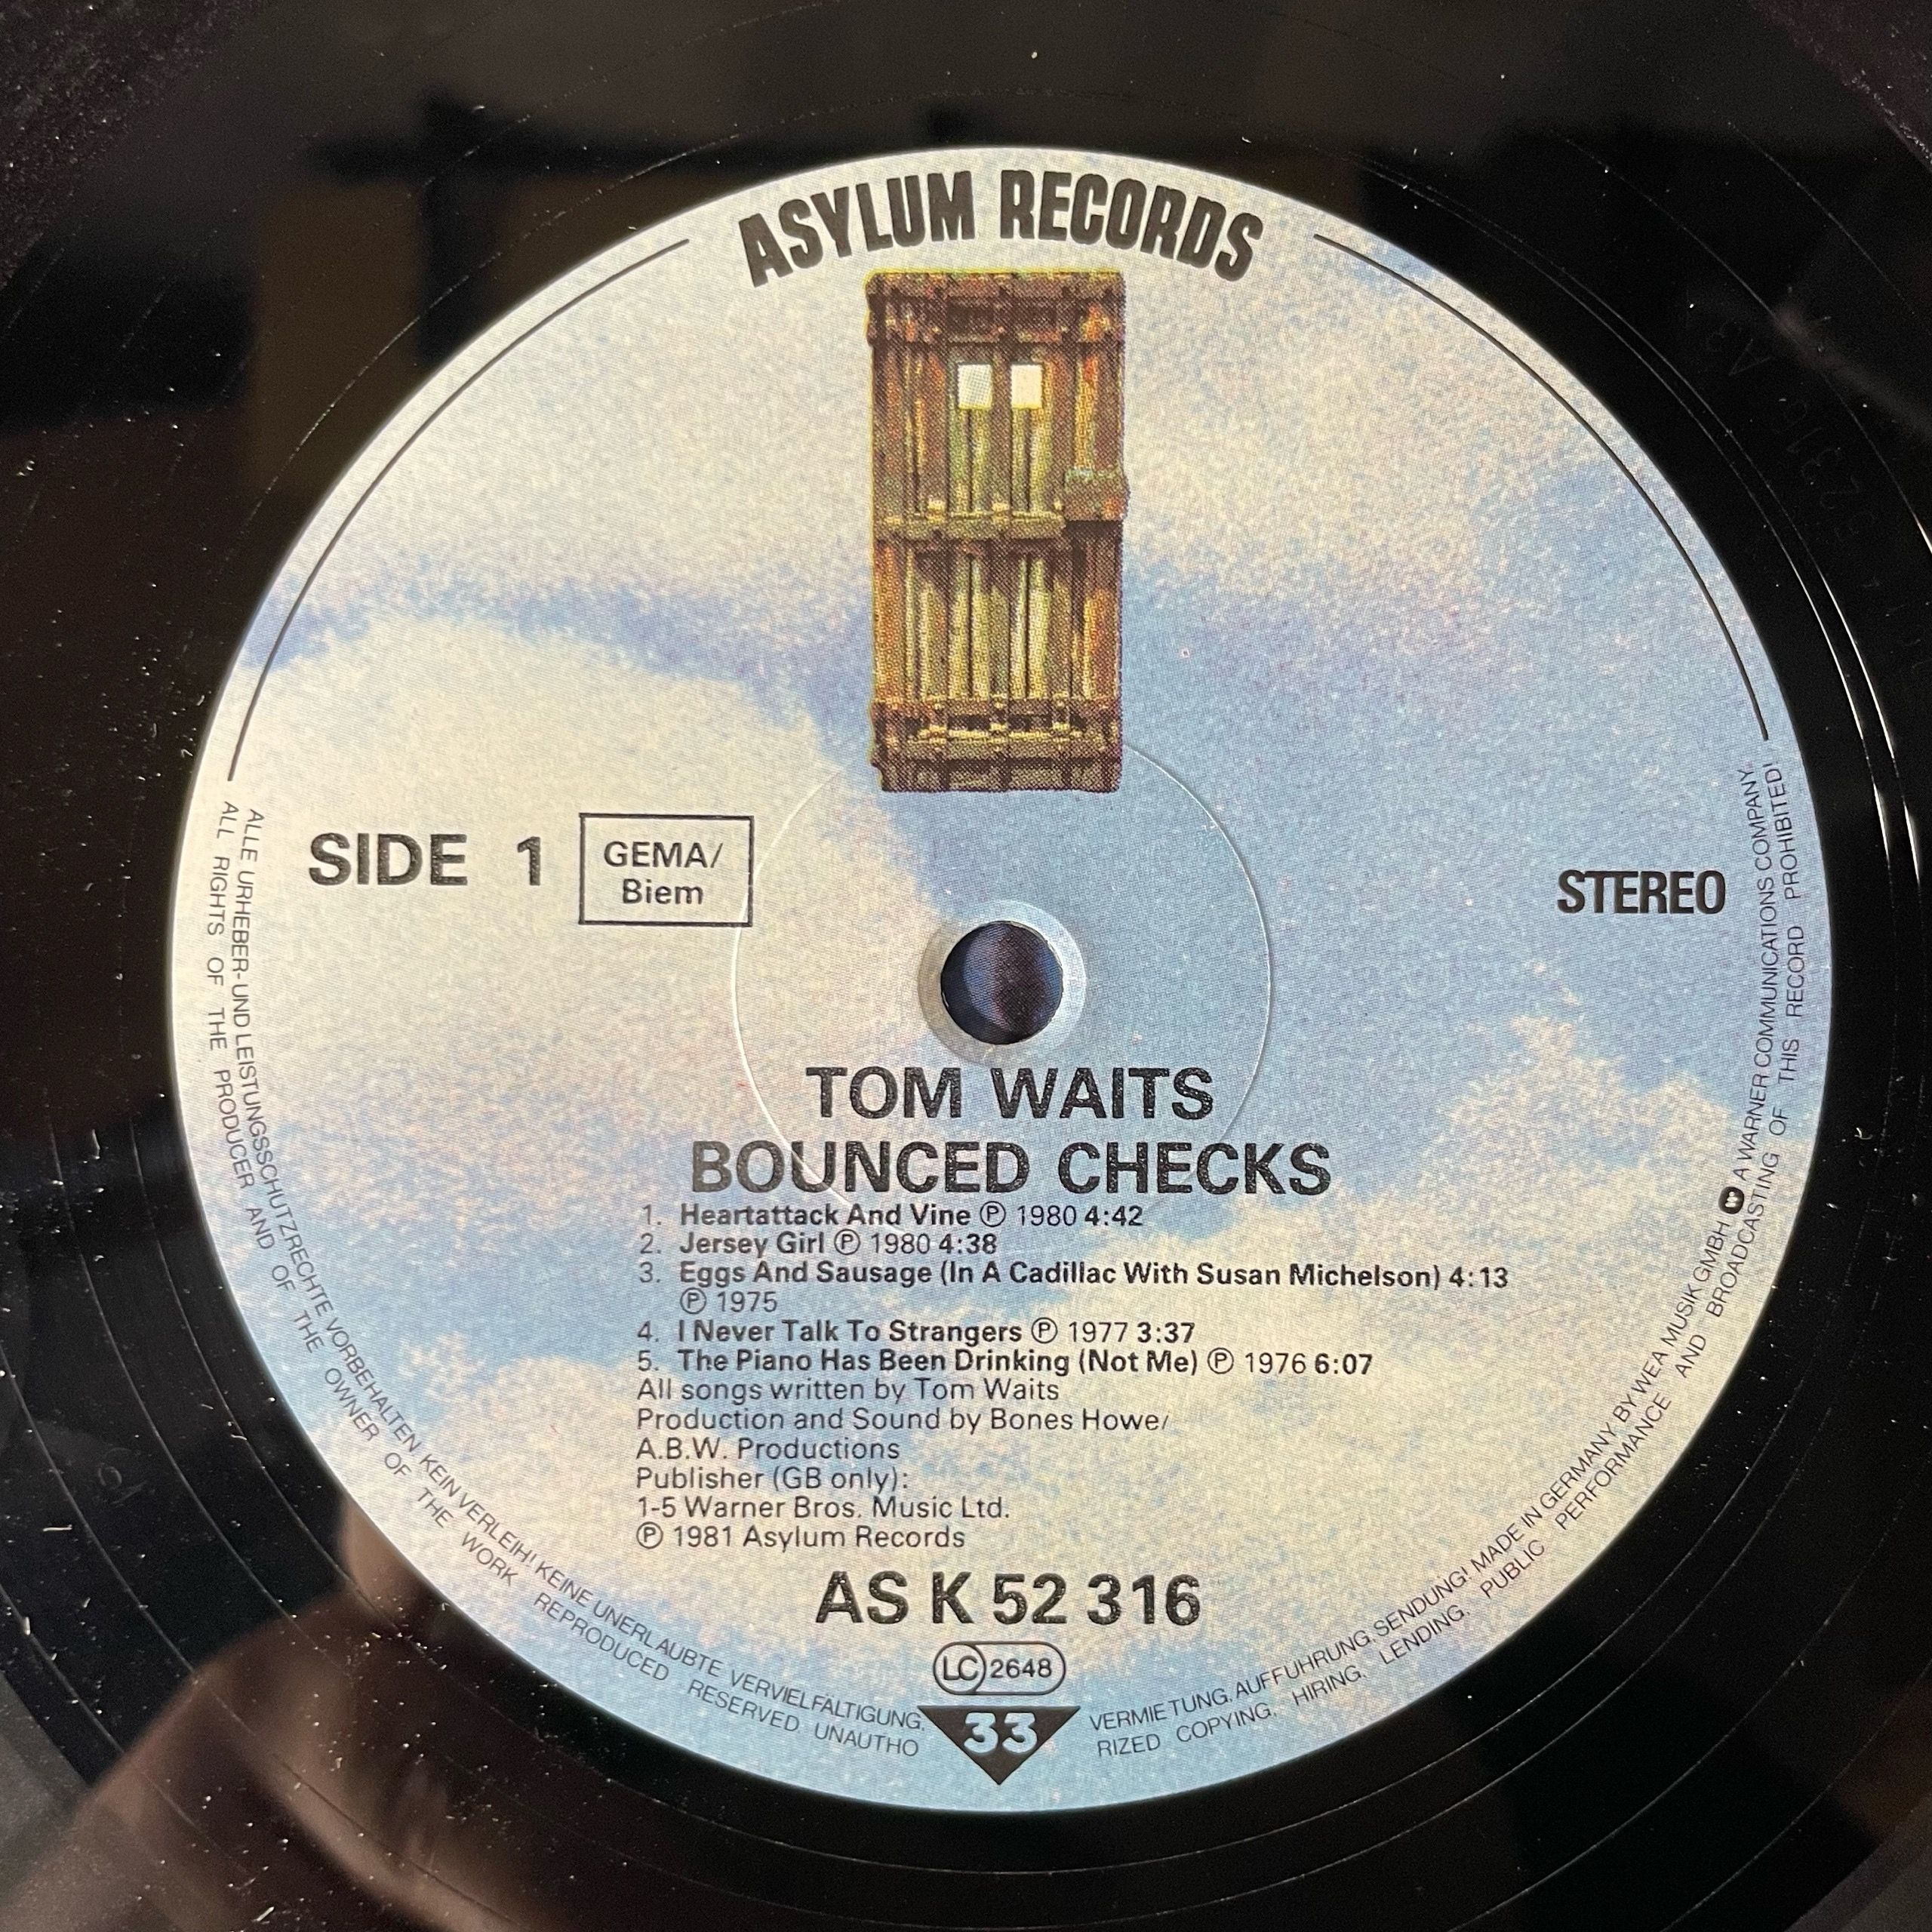 ASYLUM RECORDS
SIDE 1
GEMA/
Biem
STEREO
TOM WAITS
BOUNCED CHECKS
1. Heartattack And Vine ℗ 1980 4:42
2. Jersey Girl ℗ 1980 4:38
3. Eggs And Sausage (In A Cadillac With Susan Michelson) 4:13
℗ 1975
4. I Never Talk To Strangers ℗ 1977 3:37
5. The Piano Has Been Drinking (Not Me) ℗ 1976 6:07
All songs written by Tom Waits
Production and Sound by Bones Howe/
A.B.W. Productions
Publisher (GB only):
1-5 Warner Bros. Music Ltd.
℗ 1981 Asylum Records
AS K 52 316
LC 2648
33
ALLE URHEBER- UND LEISTUNGSSCHUTZRECHTE VORBEHALTEN KEIN VERLEIH! KEINE UNERLAUBTE VERVIELFÄLTIGUNG, VERMIETUNG, AUFFUHRUNG, SENDUNG! MADE IN GERMANY BY WEA MUSIK GMBH A WARNER COMMUNICATIONS COMPANY.
ALL RIGHTS OF THE PRODUCER AND OF THE OWNER OF THE WORK REPRODUCED RESERVED. UNAUTHO RIZED COPYING, HIRING, LENDING, PUBLIC PERFORMANCE AND BROADCASTING OF THIS RECORD PROHIBITED!